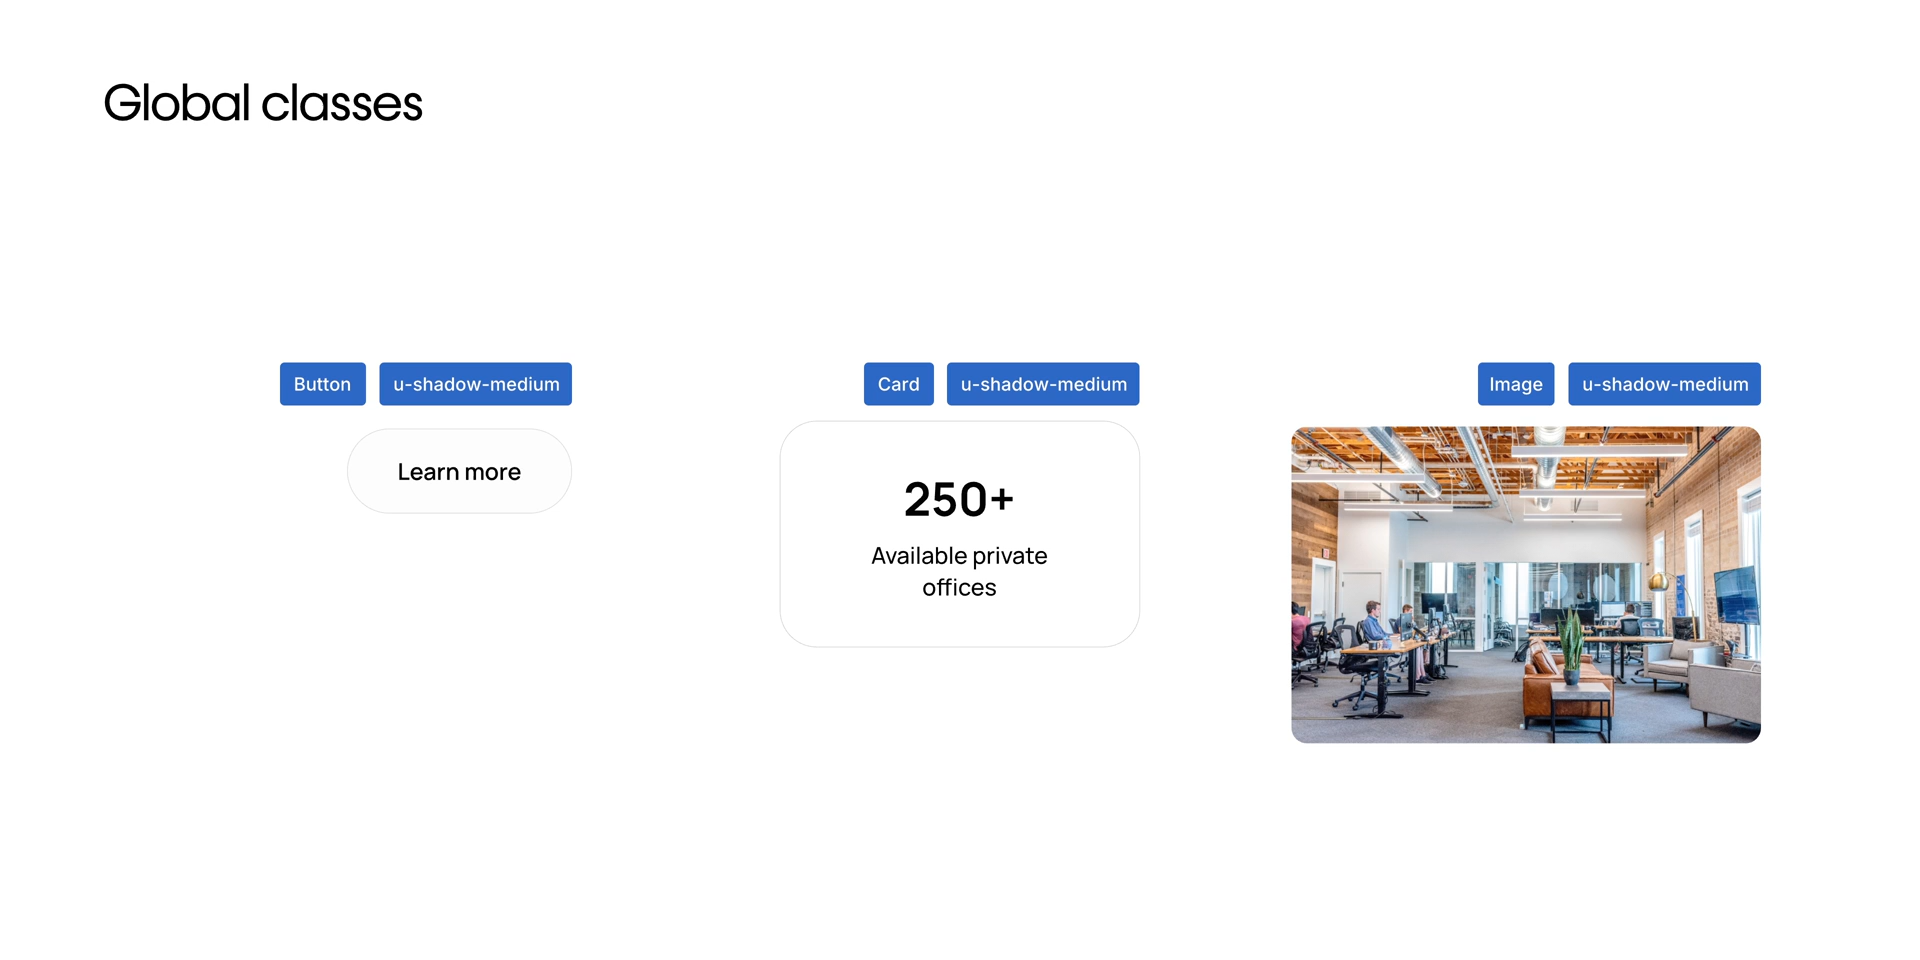 Global classes
Button u-shadow-medium
Learn more
Card u-shadow-medium
250+
Available private
offices
Image u-shadow-medium